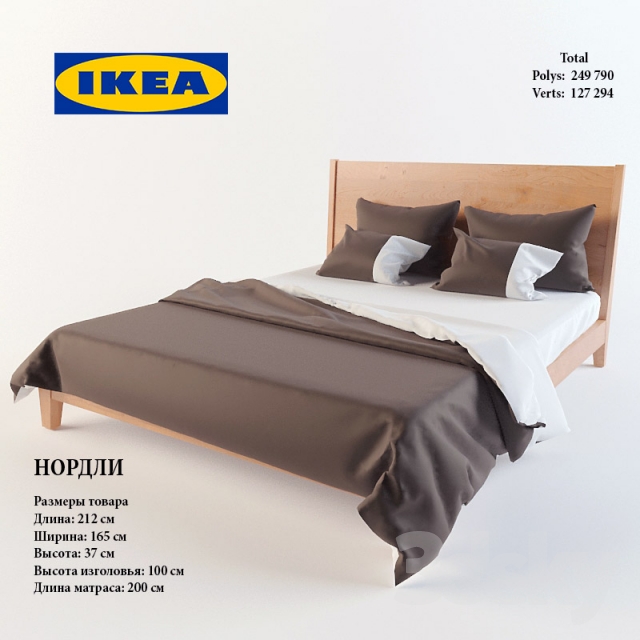 IKEA
Total
Polys: 249 790
Verts: 127 294
НОРДЛИ
Размеры товара
Длина: 212 см
Ширина: 165 см
Высота: 37 см
Высота изголовья: 100 см
Длина матраса: 200 см